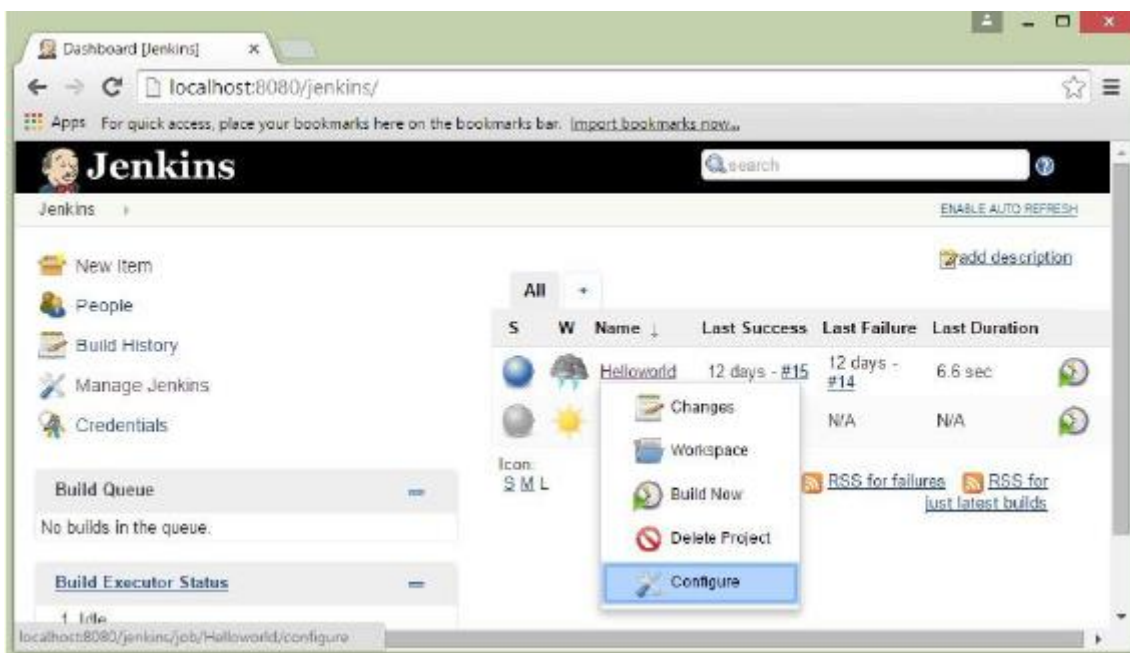 Dashboard [Jenkins]
localhost:8080/jenkins/
Apps For quick access, place your bookmarks here on the bookmarks bar. Import bookmarks now...
Jenkins
search
Jenkins
ENABLE AUTO REFRESH
New Item
People
Build History
Manage Jenkins
Credentials
add description
All +
S W Name ↓ Last Success Last Failure Last Duration
Helloworld 12 days - #15 12 days - #14 6.6 sec
N/A N/A
Changes
Workspace
Build Now
Delete Project
Configure
Icon:
S M L
RSS for failures RSS for
just latest builds
Build Queue
No builds in the queue.
Build Executor Status
1 Idle
localhost:8080/jenkins/job/Helloworld/configure